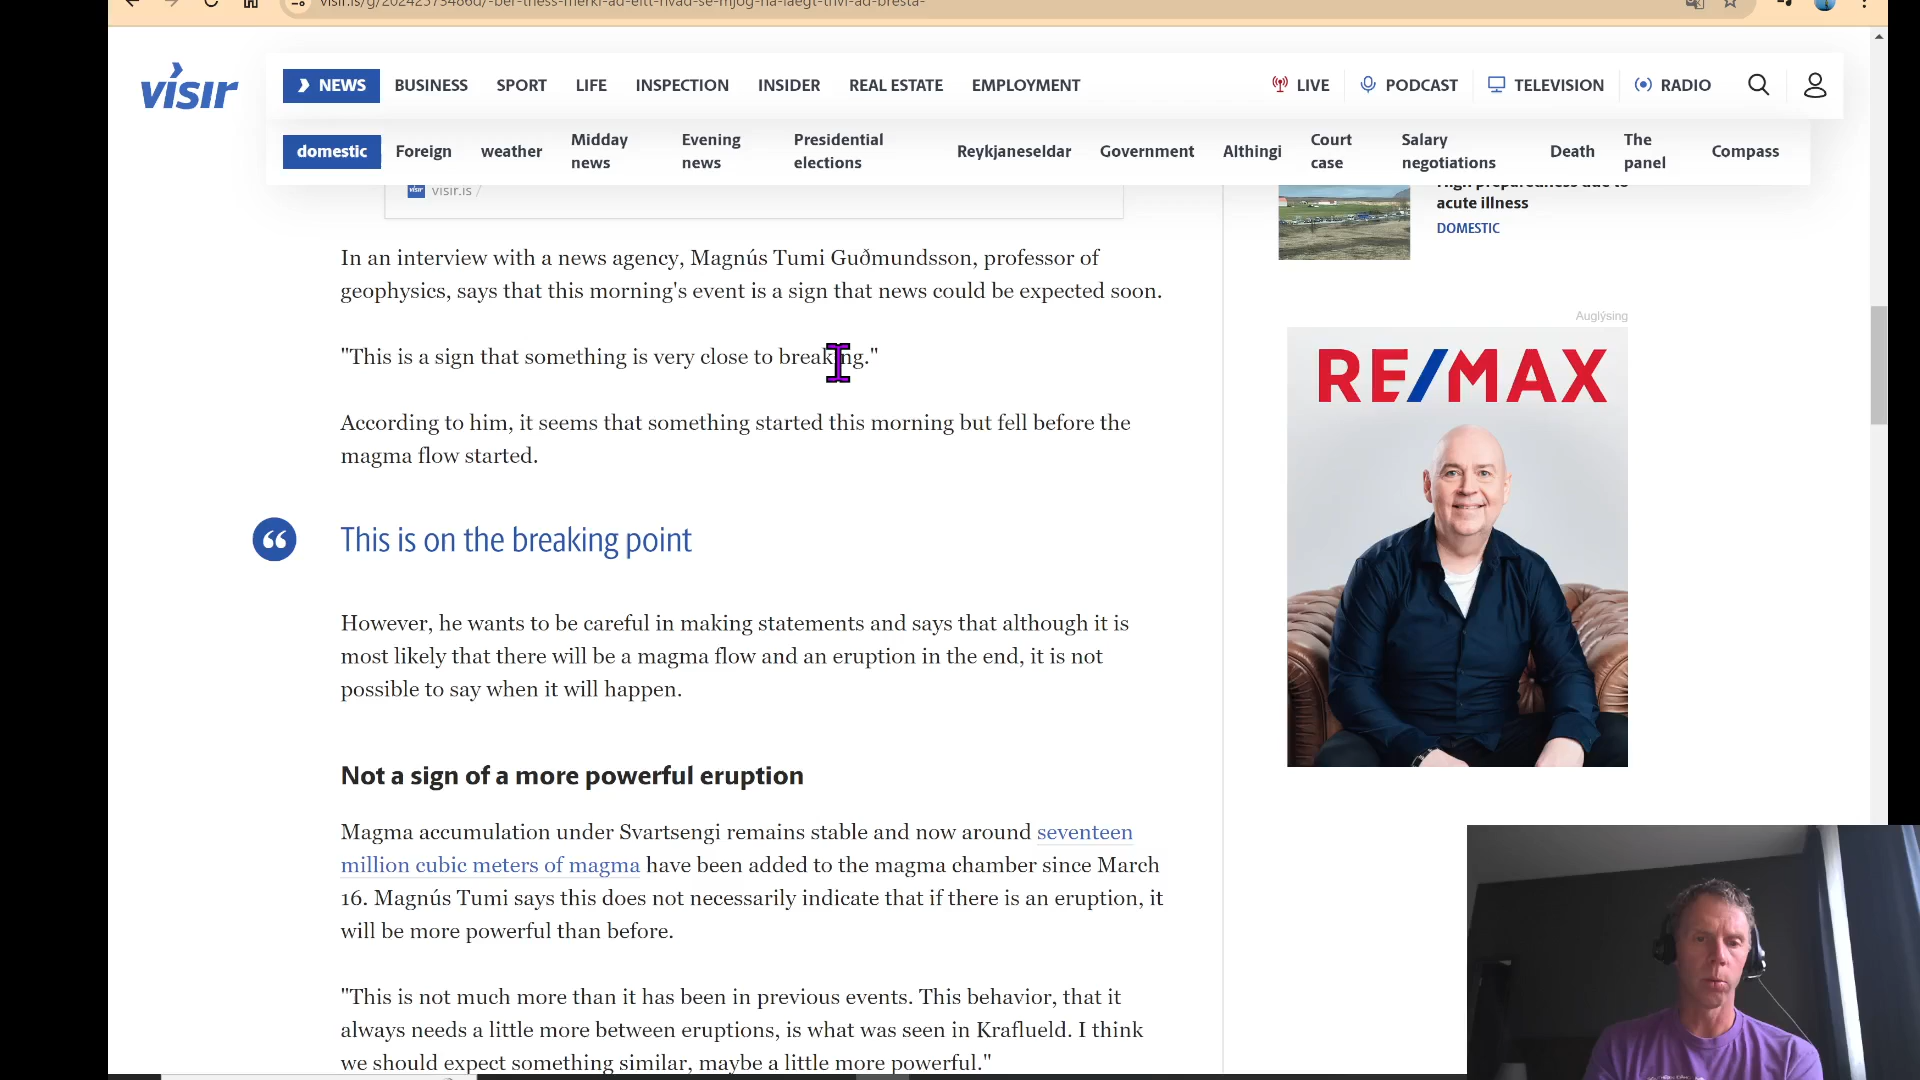 vísir
NEWS BUSINESS SPORT LIFE INSPECTION INSIDER REAL ESTATE EMPLOYMENT LIVE PODCAST TELEVISION RADIO
domestic Foreign weather Midday news Evening news Presidential elections Reykjaneseldar Government Althingi Court case Salary negotiations Death The panel Compass
vísir visir.is /
In an interview with a news agency, Magnús Tumi Guðmundsson, professor of
geophysics, says that this morning's event is a sign that news could be expected soon.
"This is a sign that something is very close to breaking."
According to him, it seems that something started this morning but fell before the
magma flow started.
This is on the breaking point
However, he wants to be careful in making statements and says that although it is
most likely that there will be a magma flow and an eruption in the end, it is not
possible to say when it will happen.
Not a sign of a more powerful eruption
Magma accumulation under Svartsengi remains stable and now around seventeen
million cubic meters of magma have been added to the magma chamber since March
16. Magnús Tumi says this does not necessarily indicate that if there is an eruption, it
will be more powerful than before.
"This is not much more than it has been in previous events. This behavior, that it
always needs a little more between eruptions, is what was seen in Kraflueld. I think
we should expect something similar, maybe a little more powerful."
High preparedness due to
acute illness
DOMESTIC
Auglýsing
RE/MAX